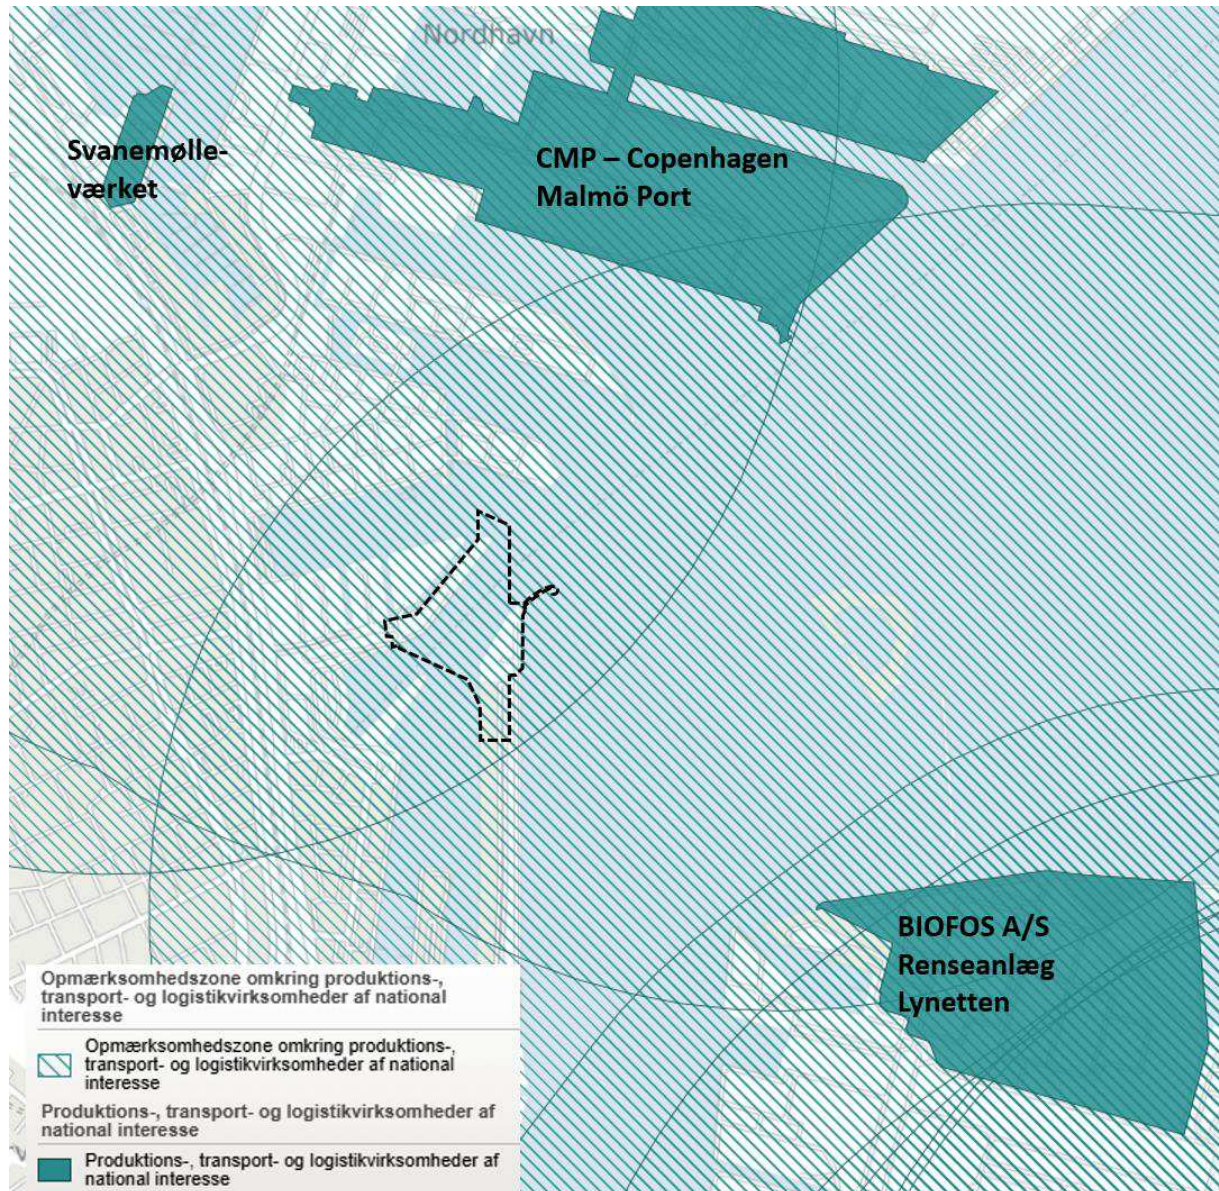 Nordhavn
Svanemølle-
værket
CMP – Copenhagen
Malmö Port
BIOFOS A/S
Renseanlæg
Lynetten
Opmærksomhedszone omkring produktions-,
transport- og logistikvirksomheder af national
interesse
Opmærksomhedszone omkring produktions-,
transport- og logistikvirksomheder af national
interesse
Produktions-, transport- og logistikvirksomheder af
national interesse
Produktions-, transport- og logistikvirksomheder af
national interesse